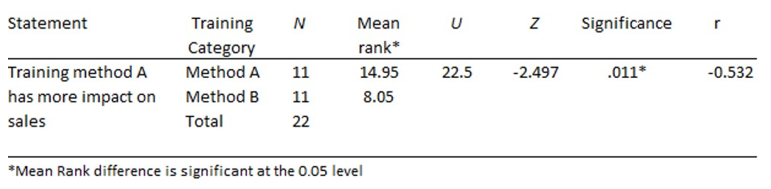 Statement Training Category N Mean rank* U Z Significance r
Training method A Method A 11 14.95 22.5 -2.497 .011* -0.532
has more impact on Method B 11 8.05
sales Total 22
*Mean Rank difference is significant at the 0.05 level